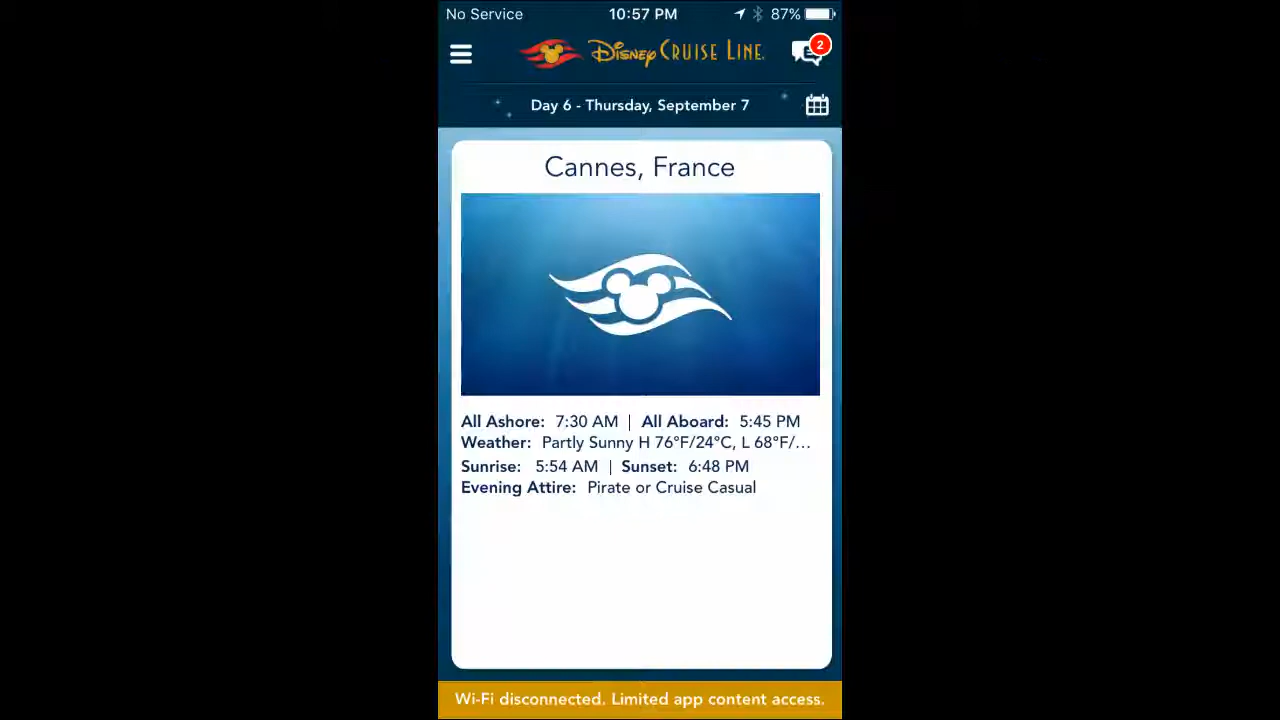 No Service 10:57 PM 87%
DISNEY CRUISE LINE 2
Day 6 - Thursday, September 7
Cannes, France
All Ashore: 7:30 AM | All Aboard: 5:45 PM
Weather: Partly Sunny H 76°F/24°C, L 68°F/...
Sunrise: 5:54 AM | Sunset: 6:48 PM
Evening Attire: Pirate or Cruise Casual
Wi-Fi disconnected. Limited app content access.